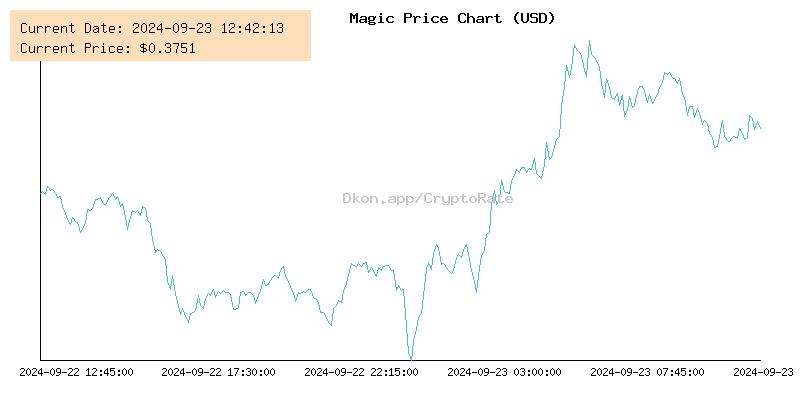 Magic Price Chart (USD)
Current Date: 2024-09-23 12:42:13
Current Price: $0.3751
Dkon.app/CryptoRate
2024-09-22 12:45:00 2024-09-22 17:30:00 2024-09-22 22:15:00 2024-09-23 03:00:00 2024-09-23 07:45:00 2024-09-23